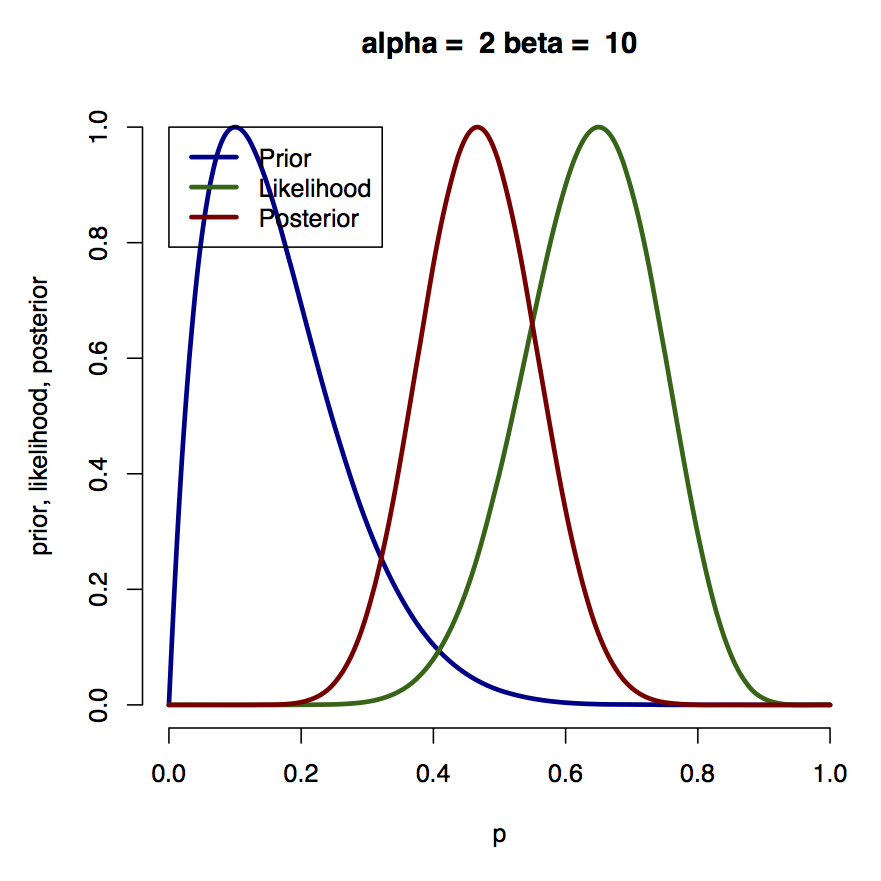 alpha =  2 beta =  10
Prior
Likelihood
Posterior
prior, likelihood, posterior
1.0
0.8
0.6
0.4
0.2
0.0
0.0 0.2 0.4 0.6 0.8 1.0
p